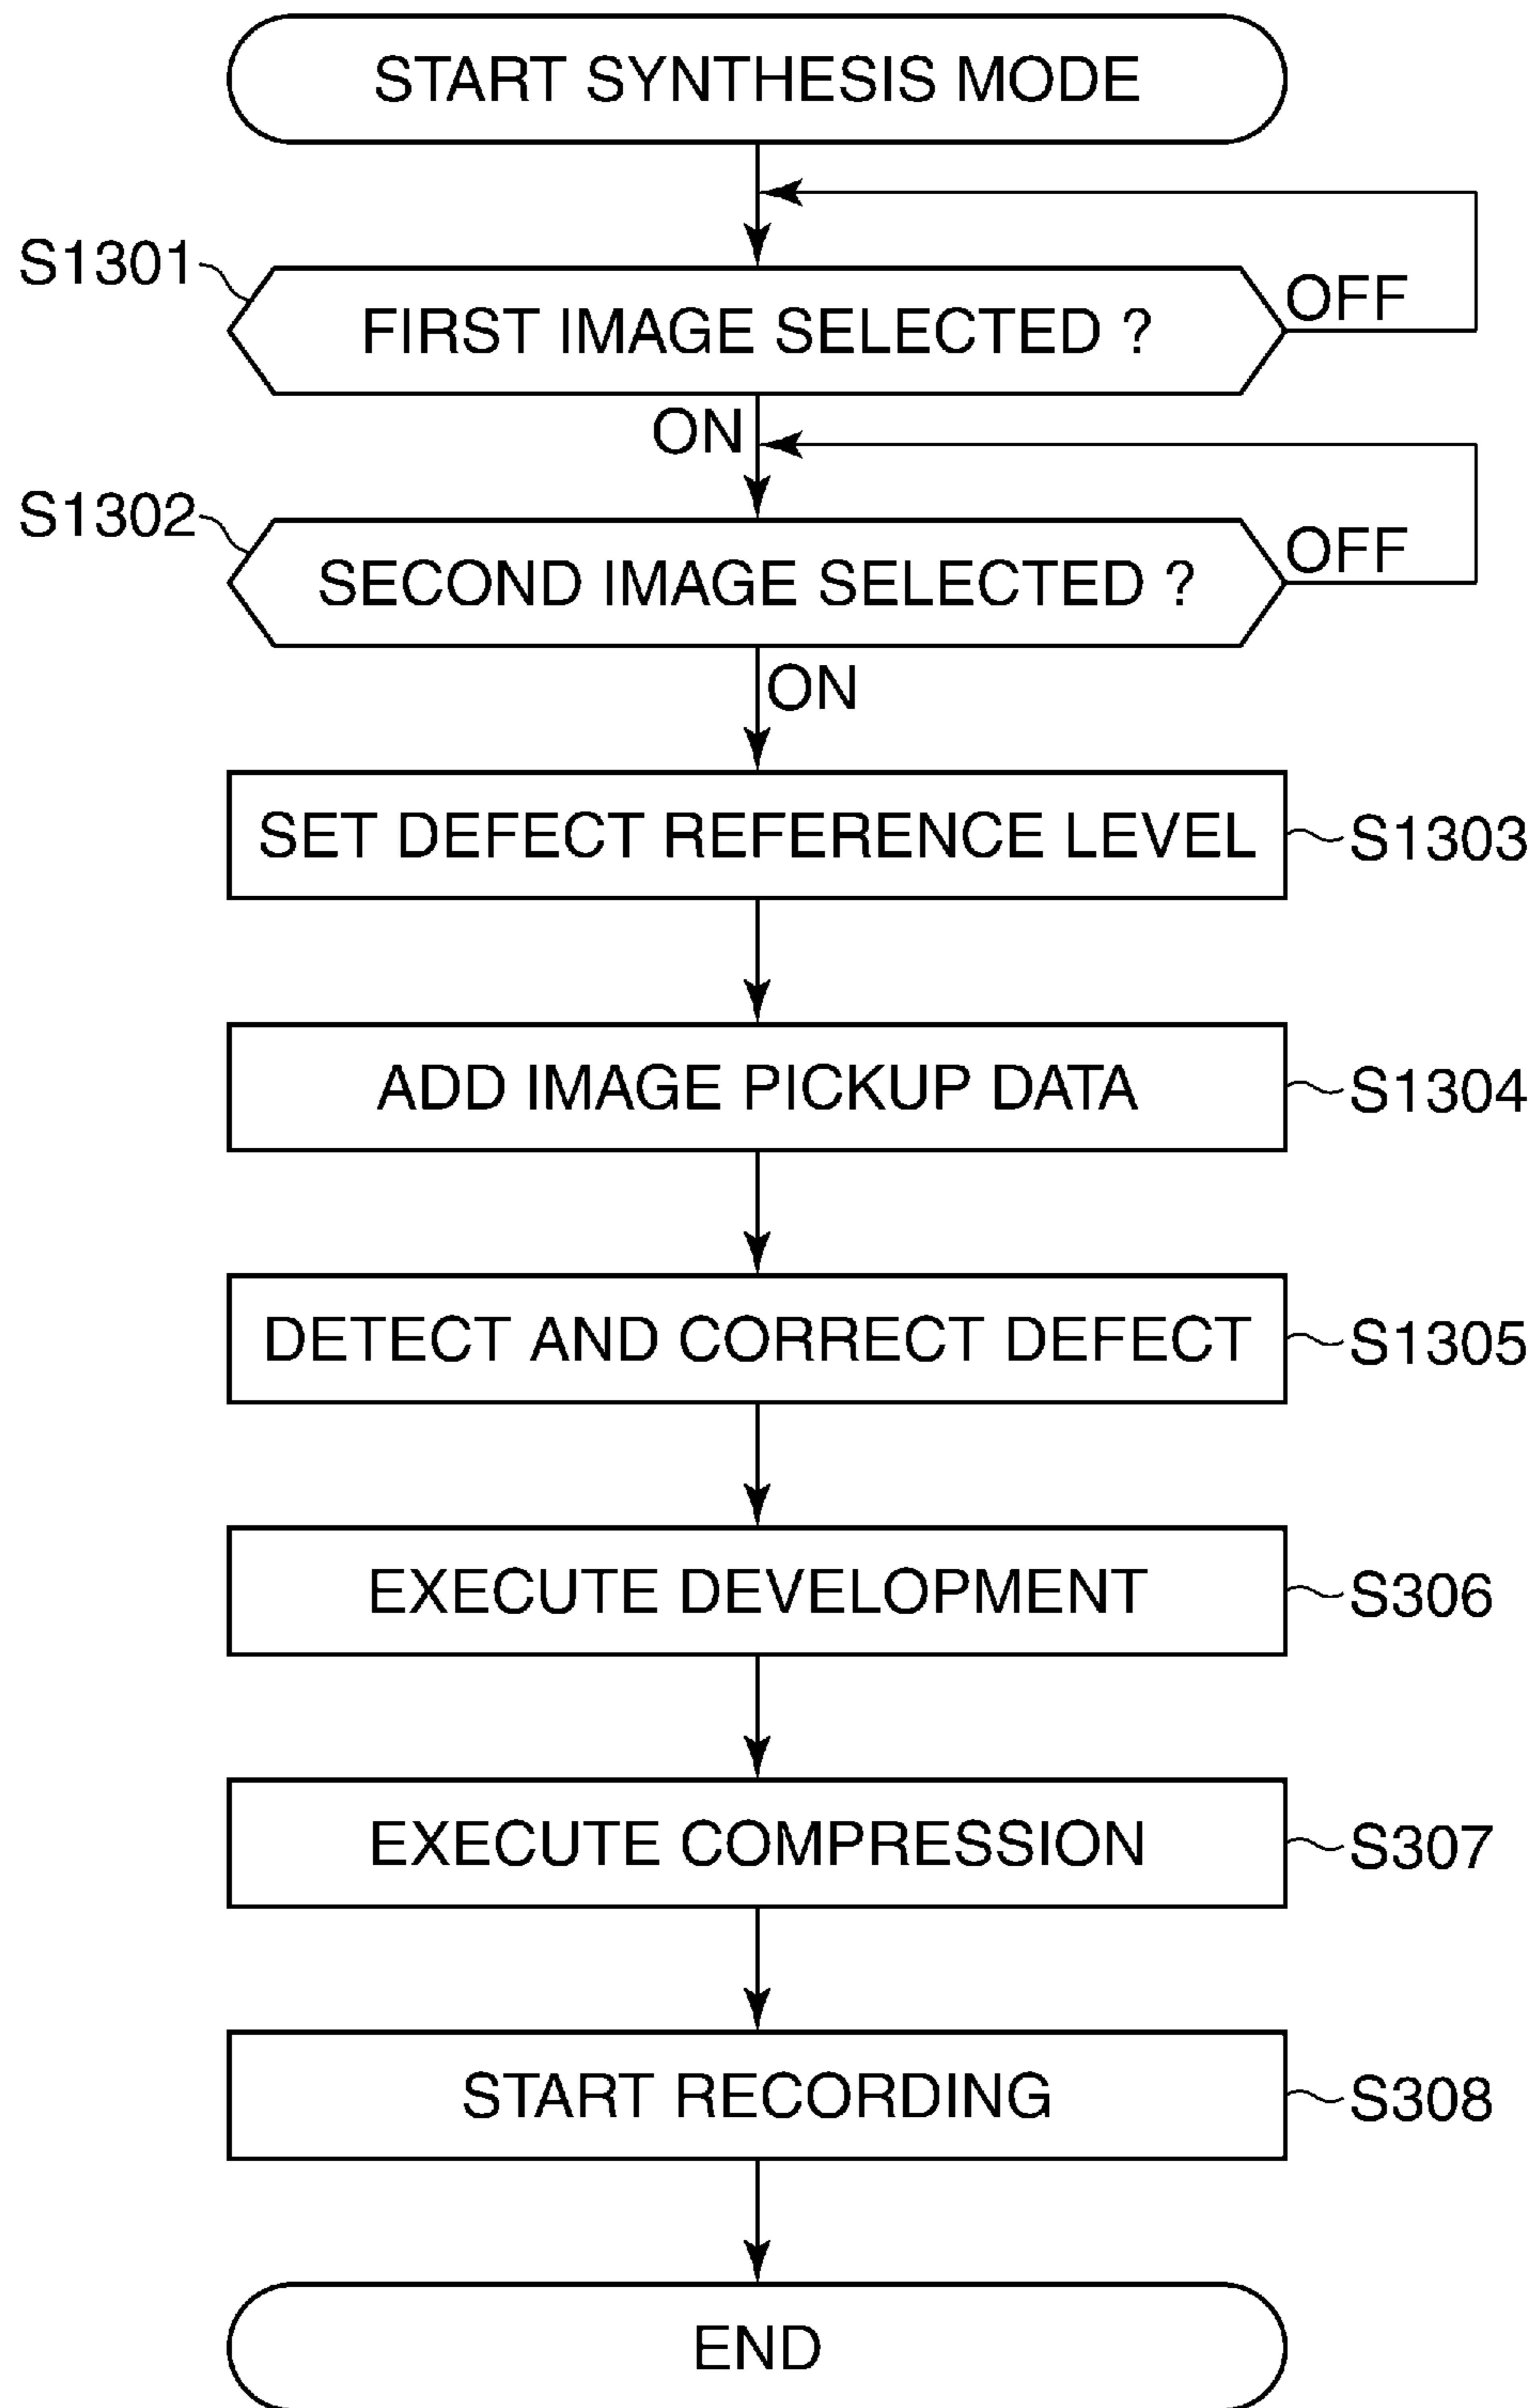 START SYNTHESIS MODE
S1301
FIRST IMAGE SELECTED ?
OFF
ON
S1302
SECOND IMAGE SELECTED ?
OFF
ON
SET DEFECT REFERENCE LEVEL
S1303
ADD IMAGE PICKUP DATA
S1304
DETECT AND CORRECT DEFECT
S1305
EXECUTE DEVELOPMENT
S306
EXECUTE COMPRESSION
S307
START RECORDING
S308
END